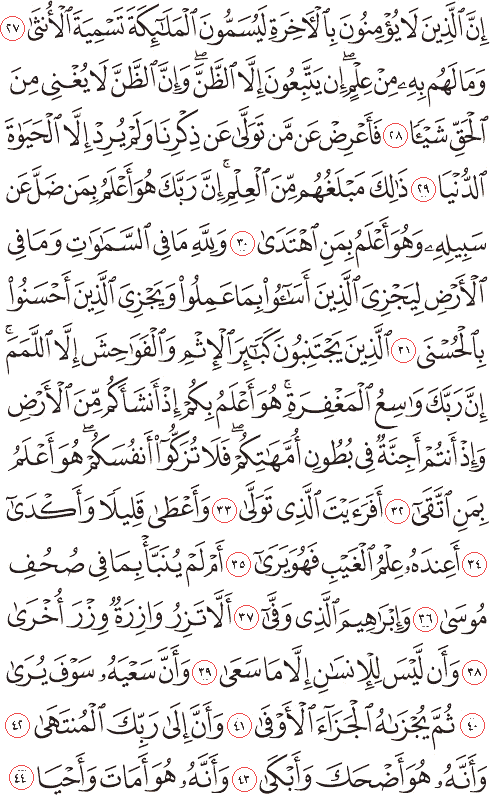 إِنَّ ٱلَّذِينَ لَا يُؤْمِنُونَ بِٱلْأَخِرَةِ لَيُسَمُّونَ ٱلْمَلَٰٓئِكَةَ تَسْمِيَةَ ٱلْأُنثَىٰ ٢٧
وَمَا لَهُم بِهِۦ مِنْ عِلْمٍ ۖ إِن يَتَّبِعُونَ إِلَّا ٱلظَّنَّ ۖ وَإِنَّ ٱلظَّنَّ لَا يُغْنِى مِنَ
ٱلْحَقِّ شَيْـًٔا ٢٨ فَأَعْرِضْ عَن مَّن تَوَلَّىٰ عَن ذِكْرِنَا وَلَمْ يُرِدْ إِلَّا ٱلْحَيَوٰةَ
ٱلدُّنْيَا ٢٩ ذَٰلِكَ مَبْلَغُهُم مِّنَ ٱلْعِلْمِ ۚ إِنَّ رَبَّكَ هُوَ أَعْلَمُ بِمَن ضَلَّ عَن
سَبِيلِهِۦ وَهُوَ أَعْلَمُ بِمَنِ ٱهْتَدَىٰ ٣٠ وَلِلَّهِ مَا فِى ٱلسَّمَٰوَٰتِ وَمَا فِى
ٱلْأَرْضِ لِيَجْزِىَ ٱلَّذِينَ أَسَٰٓـُٔوا۟ بِمَا عَمِلُوا۟ وَيَجْزِىَ ٱلَّذِينَ أَحْسَنُوا۟
بِٱلْحُسْنَى ٣١ ٱلَّذِينَ يَجْتَنِبُونَ كَبَٰٓئِرَ ٱلْإِثْمِ وَٱلْفَوَٰحِشَ إِلَّا ٱللَّمَمَ ۚ
إِنَّ رَبَّكَ وَٰسِعُ ٱلْمَغْفِرَةِ ۚ هُوَ أَعْلَمُ بِكُمْ إِذْ أَنشَأَكُم مِّنَ ٱلْأَرْضِ
وَإِذْ أَنتُمْ أَجِنَّةٌ فِى بُطُونِ أُمَّهَٰتِكُمْ ۖ فَلَا تُزَكُّوٓا۟ أَنفُسَكُمْ ۖ هُوَ أَعْلَمُ
بِمَنِ ٱتَّقَىٰٓ ٣٢ أَفَرَءَيْتَ ٱلَّذِى تَوَلَّىٰ ٣٣ وَأَعْطَىٰ قَلِيلًا وَأَكْدَىٰٓ
٣٤ أَعِندَهُۥ عِلْمُ ٱلْغَيْبِ فَهُوَ يَرَىٰٓ ٣٥ أَمْ لَمْ يُنَبَّأْ بِمَا فِى صُحُفِ
مُوسَىٰ ٣٦ وَإِبْرَٰهِيمَ ٱلَّذِى وَفَّىٰٓ ٣٧ أَلَّا تَزِرُ وَازِرَةٌ وِزْرَ أُخْرَىٰ
٣٨ وَأَن لَّيْسَ لِلْإِنسَٰنِ إِلَّا مَا سَعَىٰ ٣٩ وَأَنَّ سَعْيَهُۥ سَوْفَ يُرَىٰ
٤٠ ثُمَّ يُجْزَىٰهُ ٱلْجَزَآءَ ٱلْأَوْفَىٰ ٤١ وَأَنَّ إِلَىٰ رَبِّكَ ٱلْمُنتَهَىٰ ٤٢
وَأَنَّهُۥ هُوَ أَضْحَكَ وَأَبْكَىٰ ٤٣ وَأَنَّهُۥ هُوَ أَمَاتَ وَأَحْيَا ٤٤